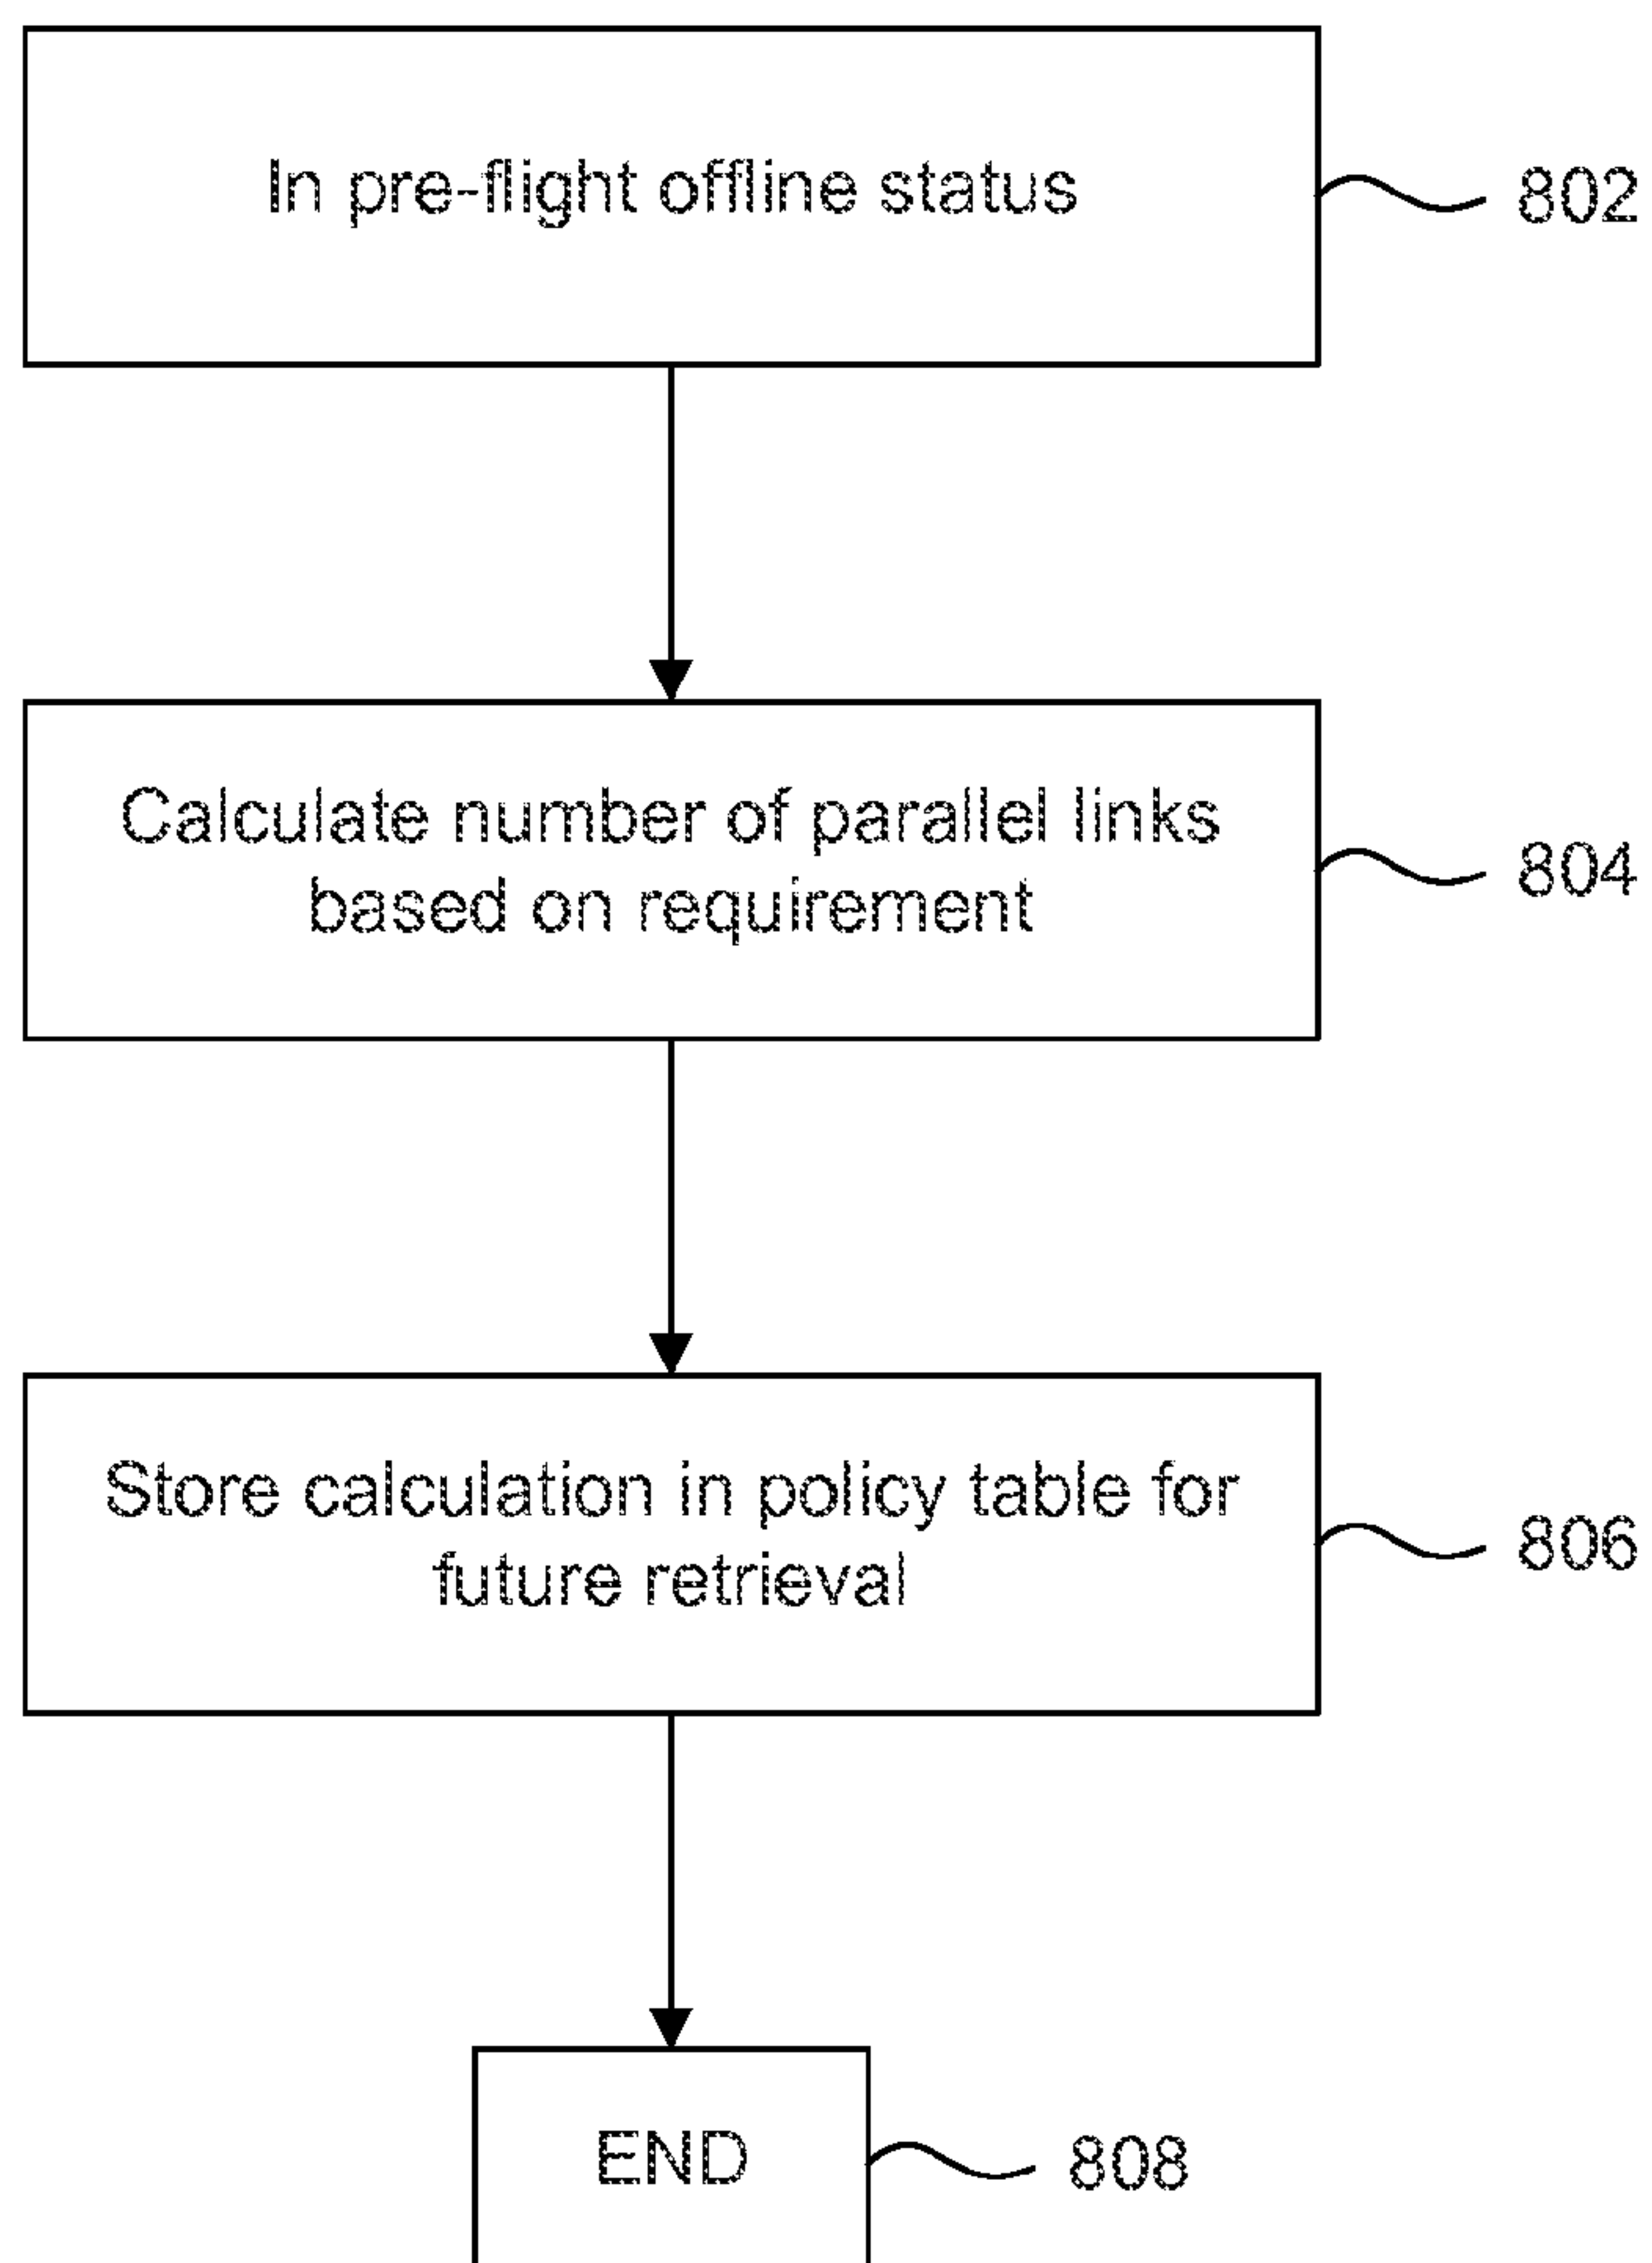 In pre-flight offline status
802
Calculate number of parallel links
based on requirement
804
Store calculation in policy table for
future retrieval
806
END
808